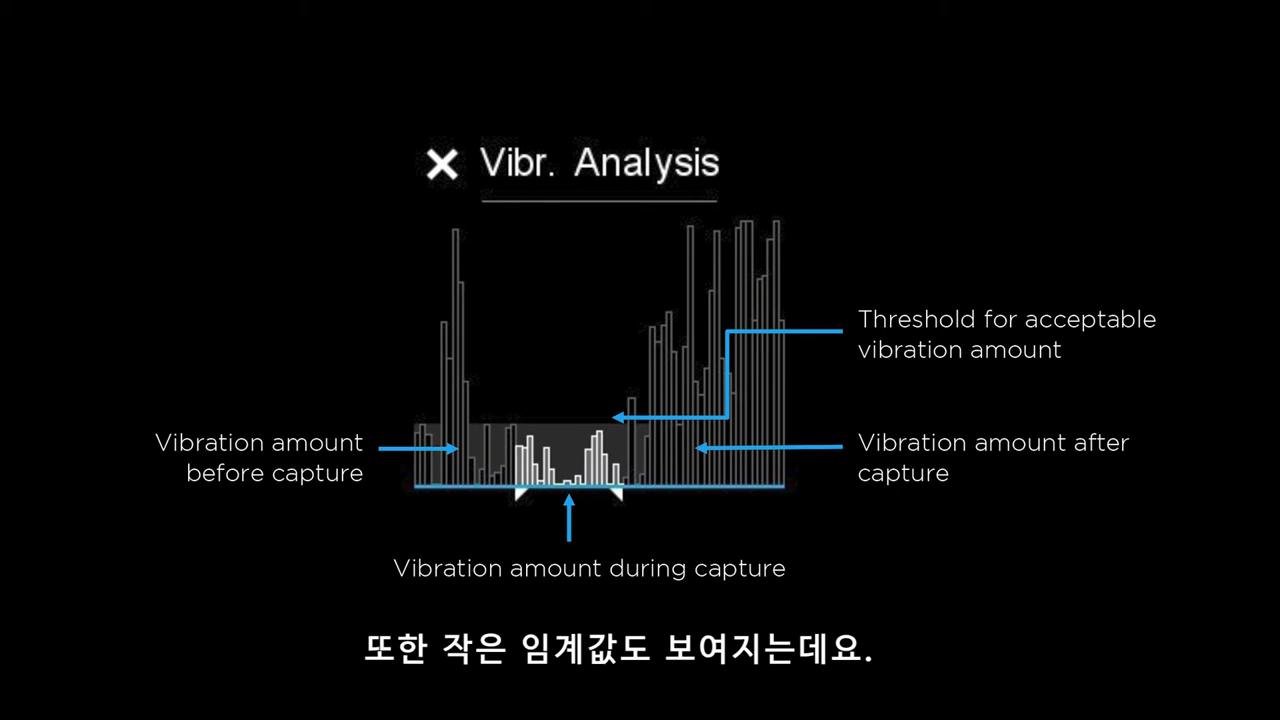 Vibr. Analysis
Threshold for acceptable
vibration amount
Vibration amount
before capture
Vibration amount after
capture
Vibration amount during capture
또한 작은 임계값도 보여지는데요.